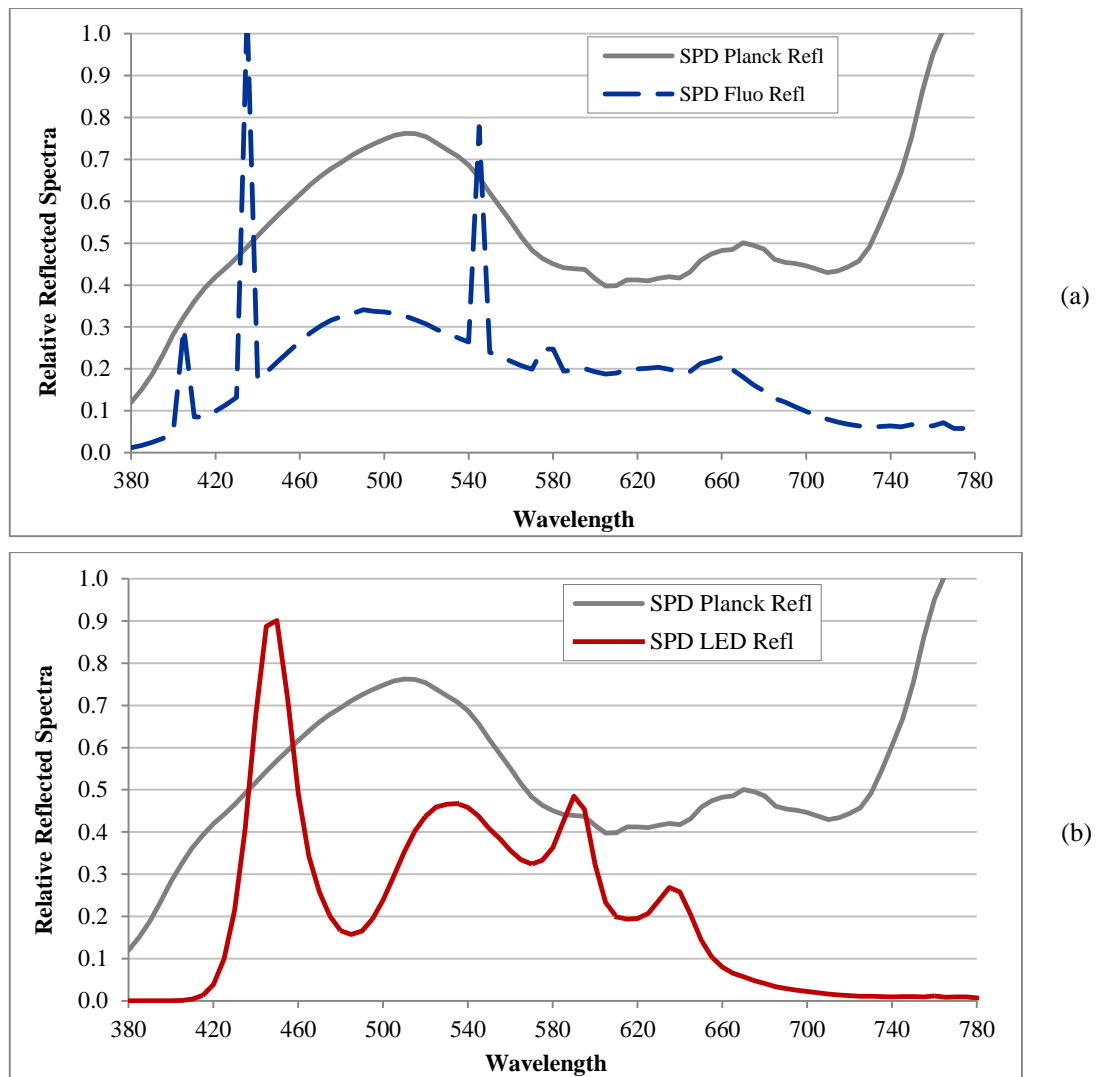 1.0
0.9
0.8
0.7
0.6
0.5
0.4
0.3
0.2
0.1
0.0
Relative Reflected Spectra
SPD Planck Refl
SPD Fluo Refl
380 420 460 500 540 580 620 660 700 740 780
Wavelength
(a)
1.0
0.9
0.8
0.7
0.6
0.5
0.4
0.3
0.2
0.1
0.0
Relative Reflected Spectra
SPD Planck Refl
SPD LED Refl
380 420 460 500 540 580 620 660 700 740 780
Wavelength
(b)